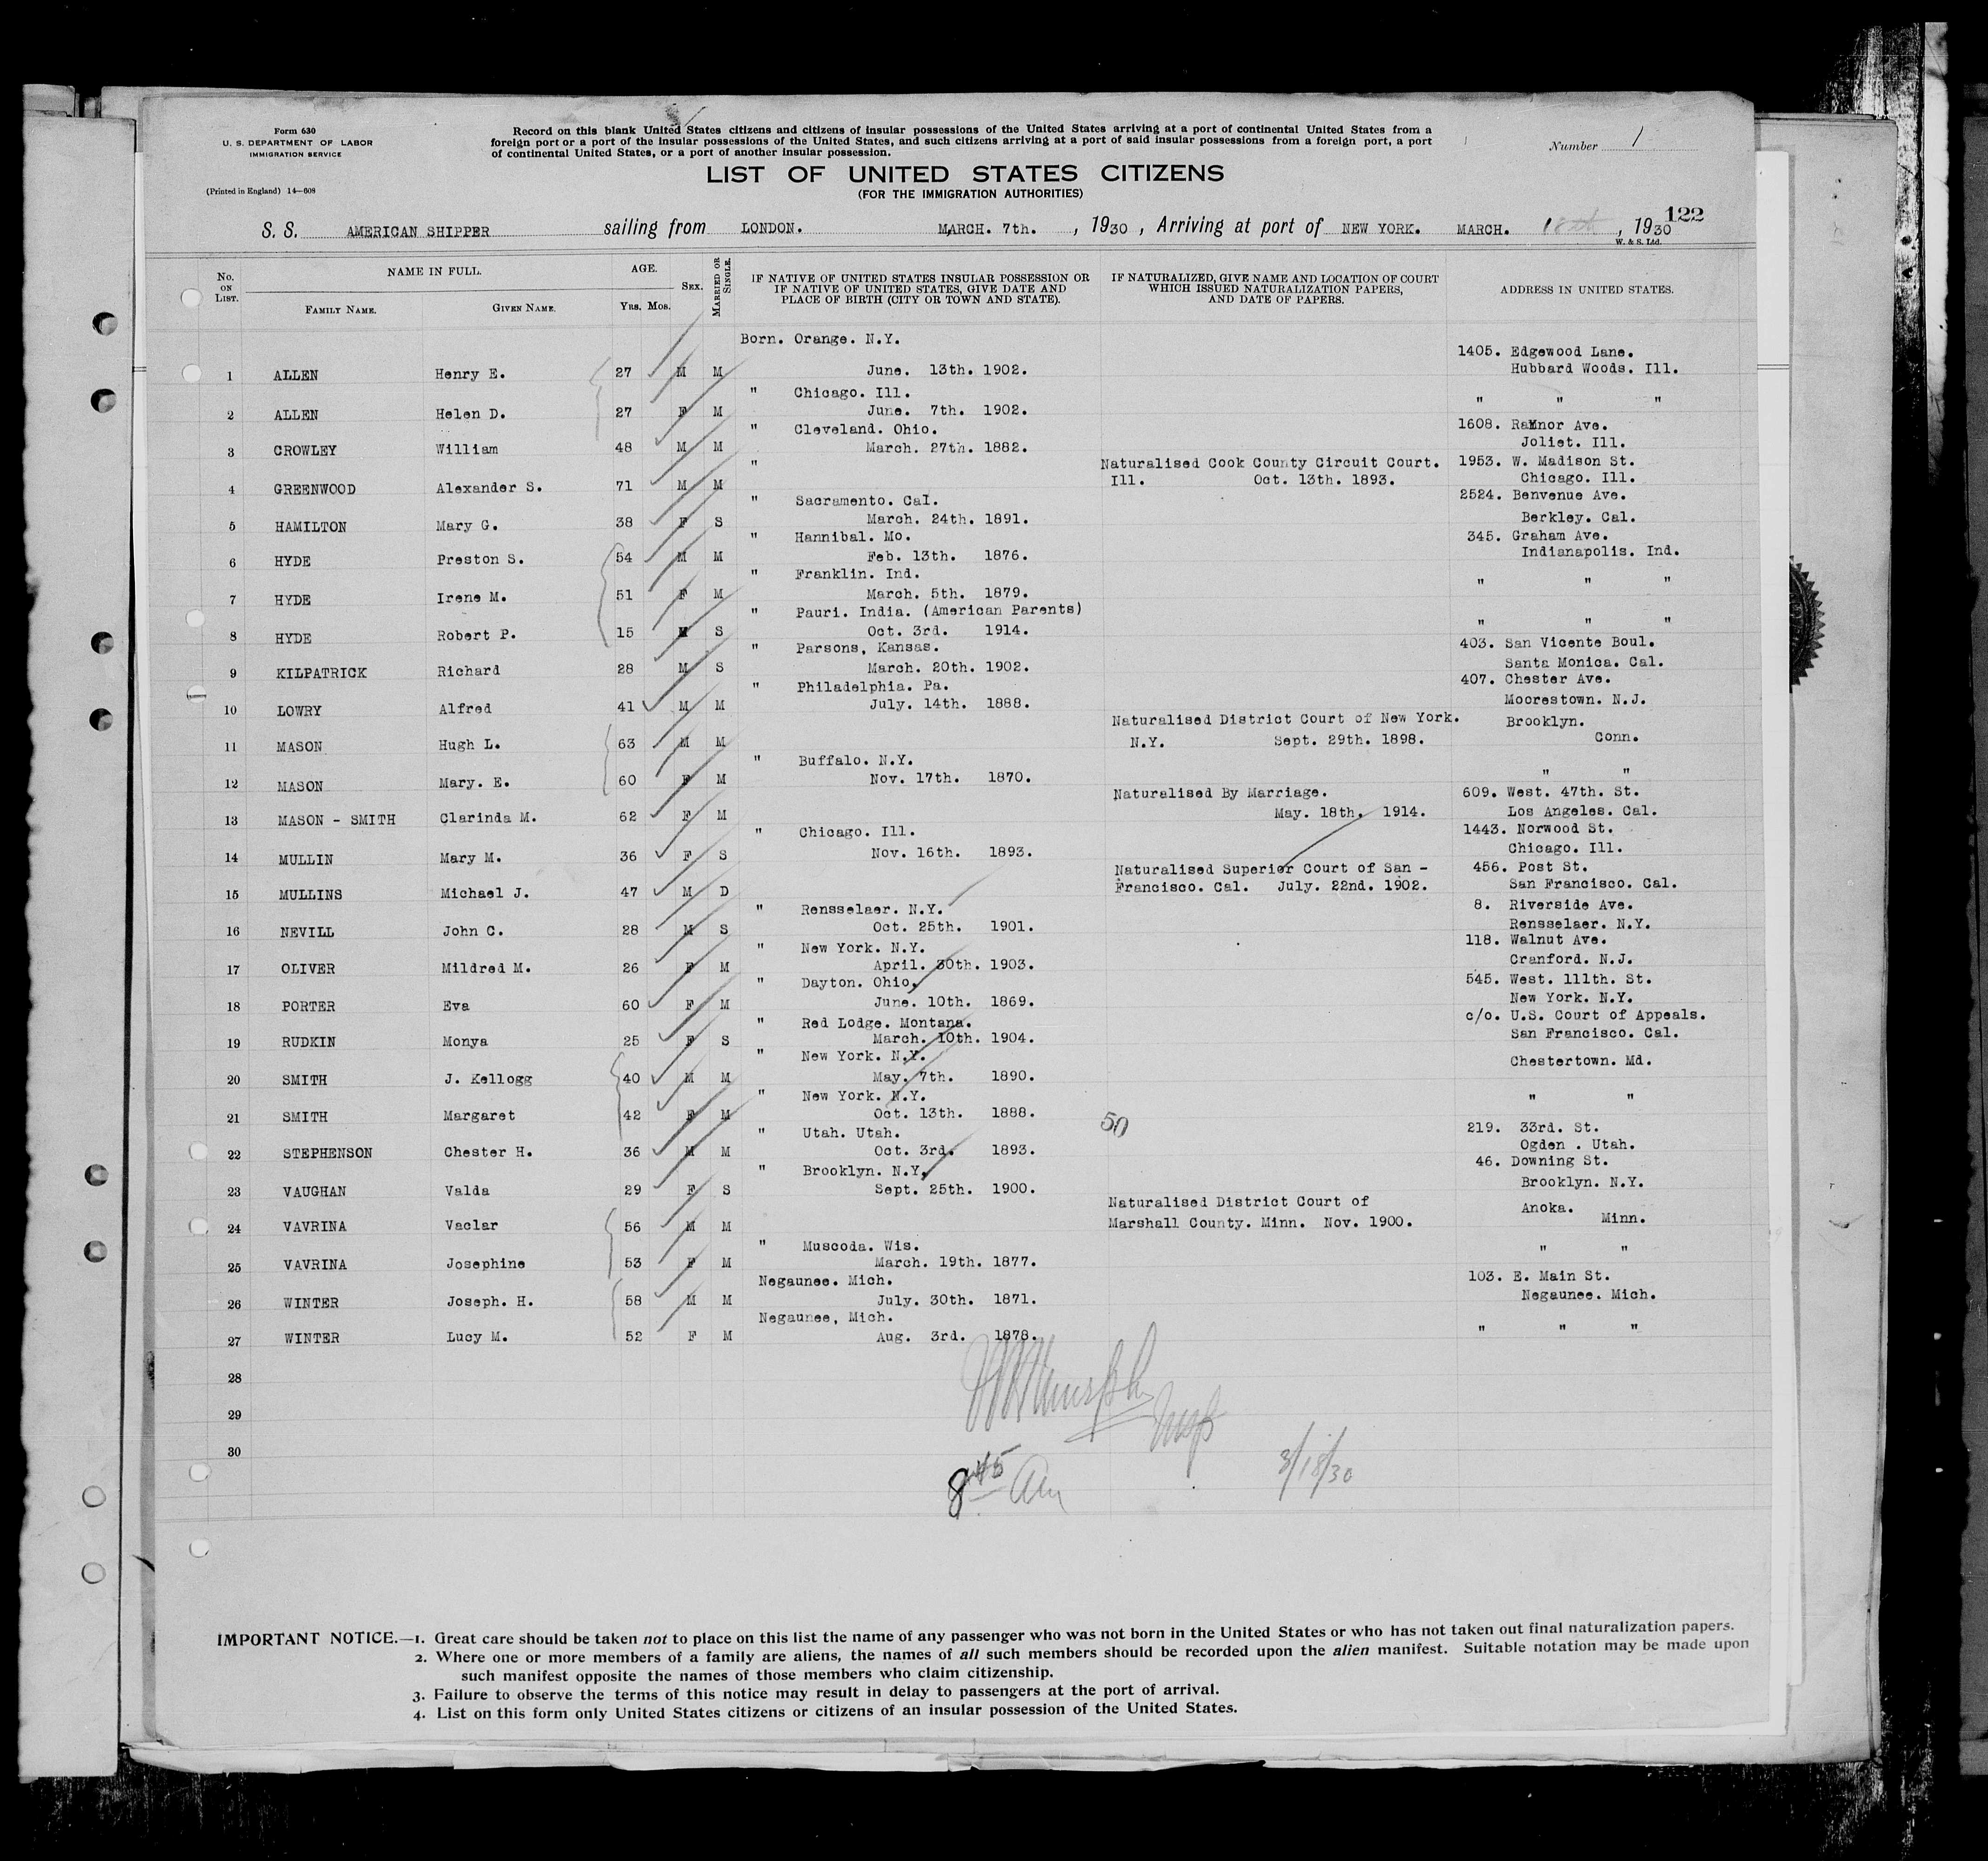 Form 630
U. S. DEPARTMENT OF LABOR
IMMIGRATION SERVICE
(Printed in England) 14—608
Record on this blank United States citizens and citizens of insular possessions of the United States arriving at a port of continental United States from a
foreign port or a port of the insular possessions of the United States, and such citizens arriving at a port of said insular possessions from a foreign port, a port
of continental United States, or a port of another insular possession.
Number 1
LIST OF UNITED STATES CITIZENS
(FOR THE IMMIGRATION AUTHORITIES)
122
S. S. AMERICAN SHIPPER sailing from LONDON. MARCH. 7th. , 1930 , Arriving at port of NEW YORK. MARCH. 18th , 1930
W. & S. Ltd.
No. ON LIST. NAME IN FULL. FAMILY NAME. GIVEN NAME. AGE. Yrs. Mos. SEX. MARRIED OR SINGLE. IF NATIVE OF UNITED STATES INSULAR POSSESSION OR IF NATIVE OF UNITED STATES, GIVE DATE AND PLACE OF BIRTH (CITY OR TOWN AND STATE). IF NATURALIZED, GIVE NAME AND LOCATION OF COURT WHICH ISSUED NATURALIZATION PAPERS, AND DATE OF PAPERS. ADDRESS IN UNITED STATES.
Born. Orange. N.Y. 1405. Edgewood Lane.
1 ALLEN Henry E. 27 M M June. 13th. 1902. Hubbard Woods. Ill.
" Chicago. Ill.
2 ALLEN Helen D. 27 F M June. 7th. 1902. " " "
" Cleveland. Ohio. 1608. Raynor Ave.
3 CROWLEY William 48 M M March. 27th. 1882. Joliet. Ill.
" Naturalised Cook County Circuit Court. 1953. W. Madison St.
4 GREENWOOD Alexander S. 71 M M Ill. Oct. 13th. 1893. Chicago. Ill.
" Sacramento. Cal. 2524. Benvenue Ave.
5 HAMILTON Mary G. 38 F S March. 24th. 1891. Berkley. Cal.
" Hannibal. Mo. 345. Graham Ave.
6 HYDE Preston S. 54 M M Feb. 13th. 1876. Indianapolis. Ind.
" Franklin. Ind.
7 HYDE Irene M. 51 F M March. 5th. 1879. " " "
" Pauri. India. (American Parents)
8 HYDE Robert P. 15 M S Oct. 3rd. 1914. " " "
" Parsons, Kansas. 403. San Vicente Boul.
9 KILPATRICK Richard 28 M S March. 20th. 1902. Santa Monica. Cal.
" Philadelphia. Pa. 407. Chester Ave.
10 LOWRY Alfred 41 M M July. 14th. 1888. Moorestown. N.J.
Naturalised District Court of New York. Brooklyn.
11 MASON Hugh L. 63 M M N.Y. Sept. 29th. 1898. Conn.
" Buffalo. N.Y.
12 MASON Mary. E. 60 F M Nov. 17th. 1870. " "
Naturalised By Marriage. 609. West. 47th. St.
13 MASON - SMITH Clarinda M. 62 F M May. 18th. 1914. Los Angeles. Cal.
" Chicago. Ill. 1443. Norwood St.
14 MULLIN Mary M. 36 F S Nov. 16th. 1893. Chicago. Ill.
Naturalised Superior Court of San - 456. Post St.
15 MULLINS Michael J. 47 M D Francisco. Cal. July. 22nd. 1902. San Francisco. Cal.
" Rensselaer. N.Y. 8. Riverside Ave.
16 NEVILL John C. 28 M S Oct. 25th. 1901. Rensselaer. N.Y.
" New York. N.Y. 118. Walnut Ave.
17 OLIVER Mildred M. 26 F M April. 30th. 1903. Cranford. N.J.
" Dayton. Ohio. 545. West. 111th. St.
18 PORTER Eva 60 F M June. 10th. 1869. New York. N.Y.
" Red Lodge. Montana. c/o. U.S. Court of Appeals.
19 RUDKIN Monya 25 F S March. 10th. 1904. San Francisco. Cal.
" New York. N.Y. Chestertown. Md.
20 SMITH J. Kellogg 40 M M May. 7th. 1890.
" New York. N.Y. " "
21 SMITH Margaret 42 F M Oct. 13th. 1888. 50
" Utah. Utah. 219. 33rd. St.
22 STEPHENSON Chester H. 36 M M Oct. 3rd. 1893. Ogden . Utah.
" Brooklyn. N.Y. 46. Downing St.
23 VAUGHAN Valda 29 F S Sept. 25th. 1900. Brooklyn. N.Y.
Naturalised District Court of Anoka.
24 VAVRINA Vaclar 56 M M Marshall County. Minn. Nov. 1900. Minn.
" Muscoda. Wis. " "
25 VAVRINA Josephine 53 F M March. 19th. 1877.
Negaunee. Mich. 103. E. Main St.
26 WINTER Joseph. H. 58 M M July. 30th. 1871. Negaunee. Mich.
Negaunee, Mich.
27 WINTER Lucy M. 52 F M Aug. 3rd. 1878. " " "
28
29
30
Insp
8 45 am 3/18/30
IMPORTANT NOTICE.—1. Great care should be taken not to place on this list the name of any passenger who was not born in the United States or who has not taken out final naturalization papers.
2. Where one or more members of a family are aliens, the names of all such members should be recorded upon the alien manifest. Suitable notation may be made upon
such manifest opposite the names of those members who claim citizenship.
3. Failure to observe the terms of this notice may result in delay to passengers at the port of arrival.
4. List on this form only United States citizens or citizens of an insular possession of the United States.